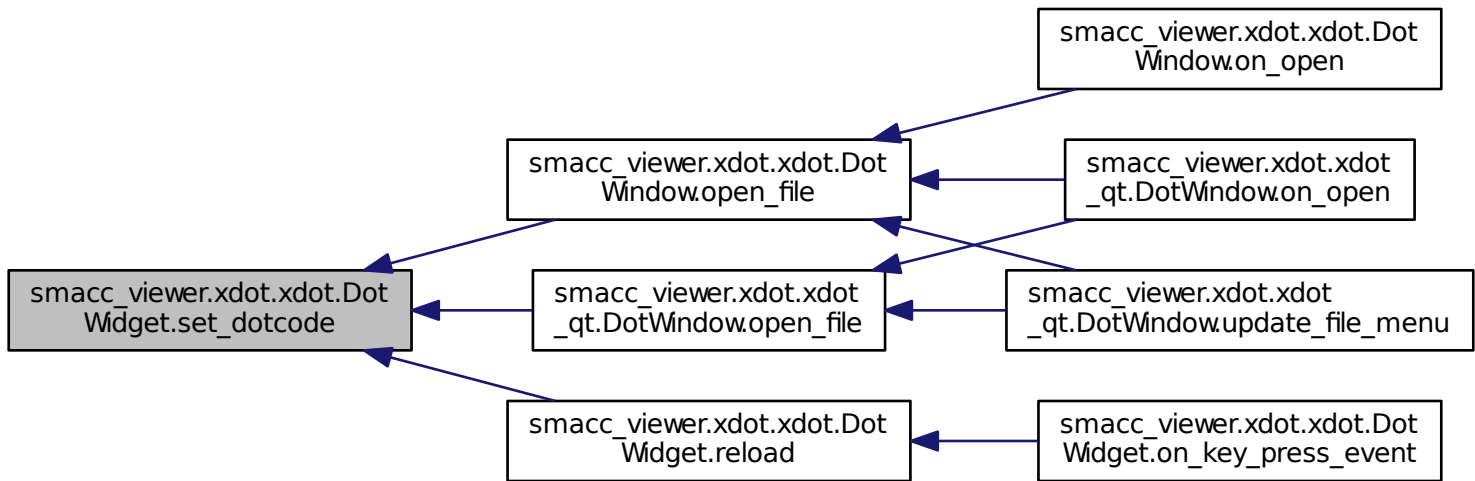 smacc_viewer.xdot.xdot.Dot
Window.on_open
smacc_viewer.xdot.xdot.Dot
Window.open_file
smacc_viewer.xdot.xdot
_qt.DotWindow.on_open
smacc_viewer.xdot.xdot.Dot
Widget.set_dotcode
smacc_viewer.xdot.xdot
_qt.DotWindow.open_file
smacc_viewer.xdot.xdot
_qt.DotWindow.update_file_menu
smacc_viewer.xdot.xdot.Dot
Widget.reload
smacc_viewer.xdot.xdot.Dot
Widget.on_key_press_event